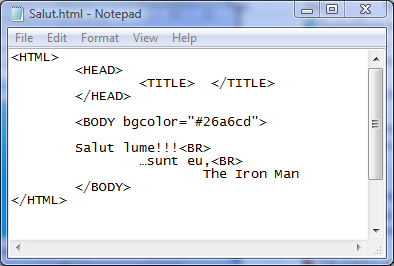 Salut.html - Notepad
File Edit Format View Help
<HTML>
<HEAD>
<TITLE> </TITLE>
</HEAD>
<BODY bgcolor="#26a6cd">
Salut lume!!!<BR>
…sunt eu,<BR>
The Iron Man
</BODY>
</HTML>